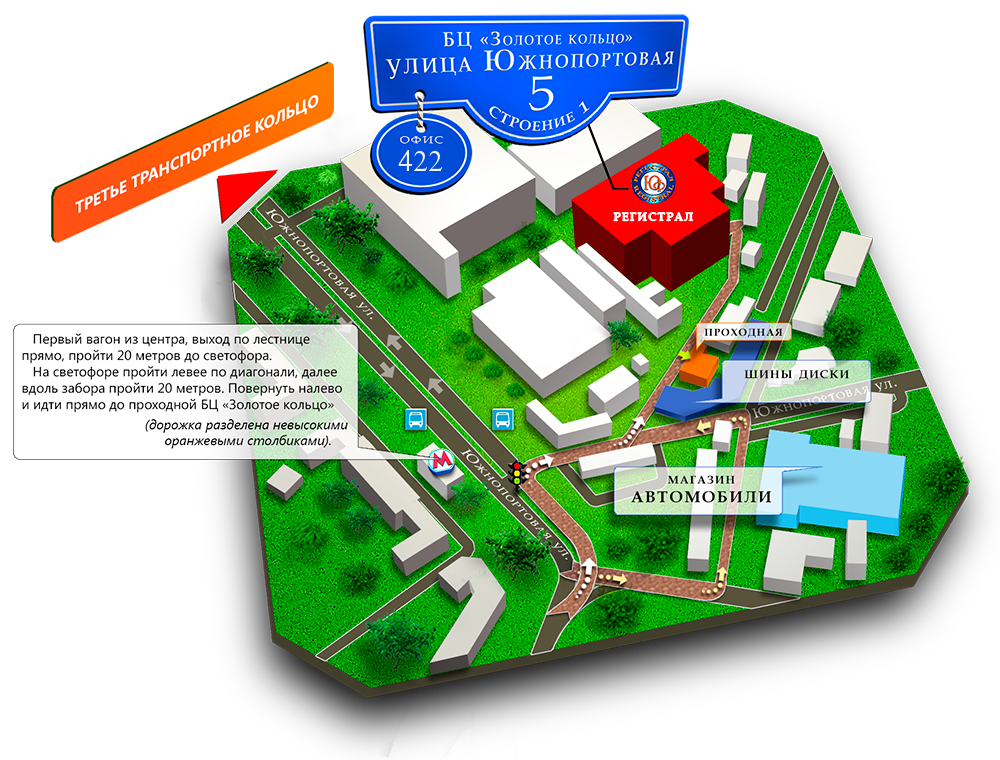 БЦ «Золотое кольцо»
улица Южнопортовая
5
строение 1
офис
422
ТРЕТЬЕ ТРАНСПОРТНОЕ КОЛЬЦО
Южнопортовая ул.
РЕГИСТРАЛ
Первый вагон из центра, выход по лестнице
прямо, пройти 20 метров до светофора.
На светофоре пройти левее по диагонали, далее
вдоль забора пройти 20 метров. Повернуть налево
и идти прямо до проходной БЦ «Золотое кольцо»
(дорожка разделена невысокими
оранжевыми столбиками).
проходная
шины диски
Южнопортовая ул.
М
Южнопортовая ул.
магазин
автомобили